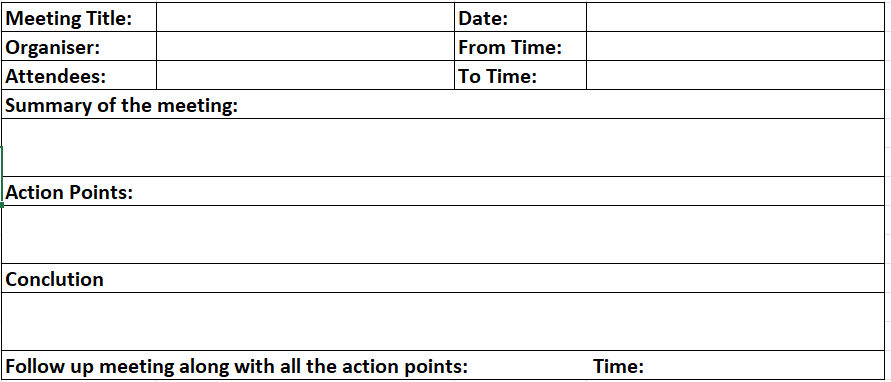 Meeting Title: Date:
Organiser: From Time:
Attendees: To Time:
Summary of the meeting:
Action Points:
Conclution
Follow up meeting along with all the action points: Time: